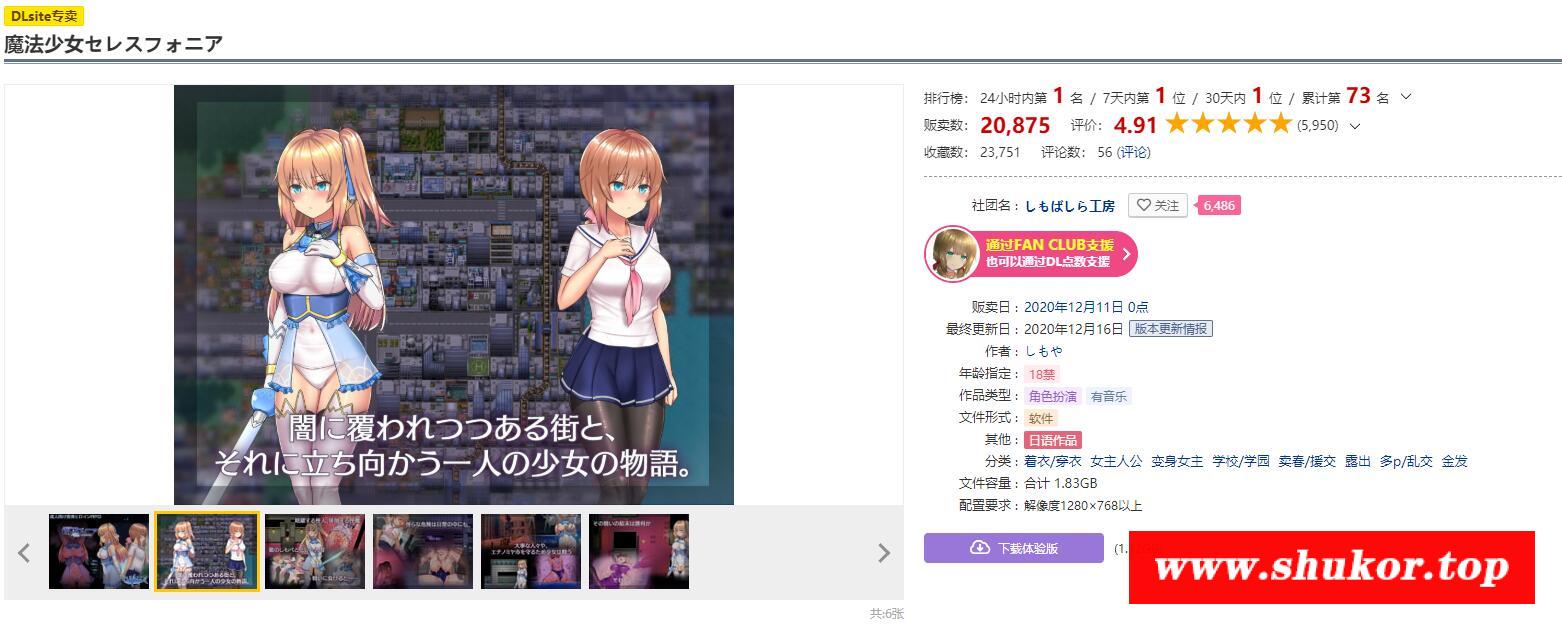 DLsite专卖
魔法少女セレスフォニア
排行榜： 24小时内第 1 名 / 7天内第 1 位 / 30天内 1 位 / 累计第 73 名
贩卖数： 20,875 评价： 4.91 ★★★★★ (5,950)
收藏数： 23,751 评论数： 56 (评论)
社团名 : しもばしら工房 关注 6,486
通过FAN CLUB支援
也可以通过DL点数支援
贩卖日 : 2020年12月11日 0点
最终更新日 : 2020年12月16日 版本更新情报
作者 : しもや
年龄指定 : 18禁
作品类型 : 角色扮演 有音乐
文件形式 : 软件
其他 : 日语作品
分类 : 着衣/穿衣 女主人公 变身女主 学校/学园 卖春/援交 露出 多p/乱交 金发
文件容量 : 合计 1.83GB
配置要求 : 解像度1280×768以上
下载体验版 (1.
www.shukor.top
闇に覆われつつある街と、
それに立ち向かう一人の少女の物語。
共:6张